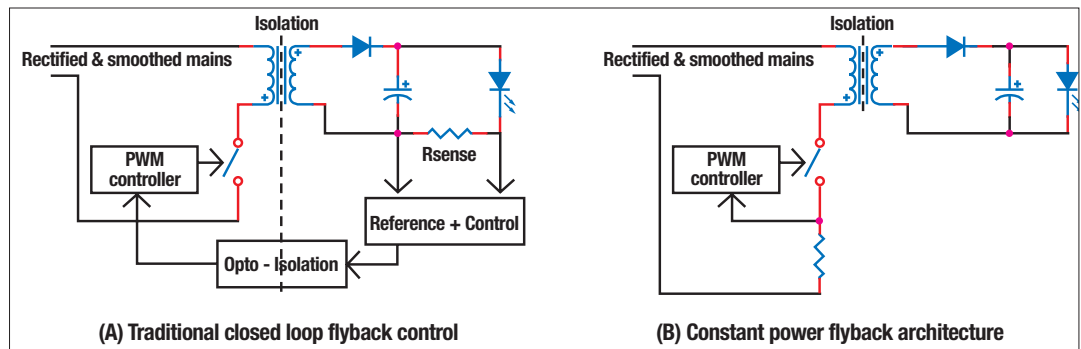 Isolation
Rectified & smoothed mains
+
+
+
PWM
controller
Rsense
Reference + Control
Opto - Isolation
(A) Traditional closed loop flyback control
Isolation
Rectified & smoothed mains
+
+
+
PWM
controller
(B) Constant power flyback architecture